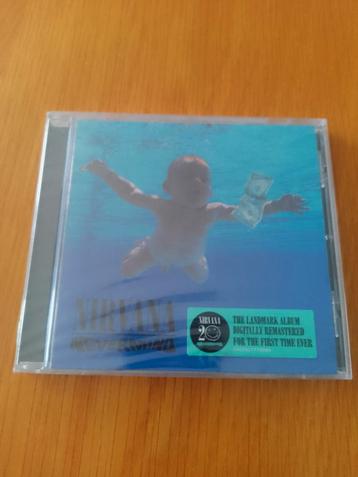 NIRVANA
NEVERMIND
NIRVANA
20
THE LANDMARK ALBUM
DIGITALLY REMASTERED
FOR THE FIRST TIME EVER